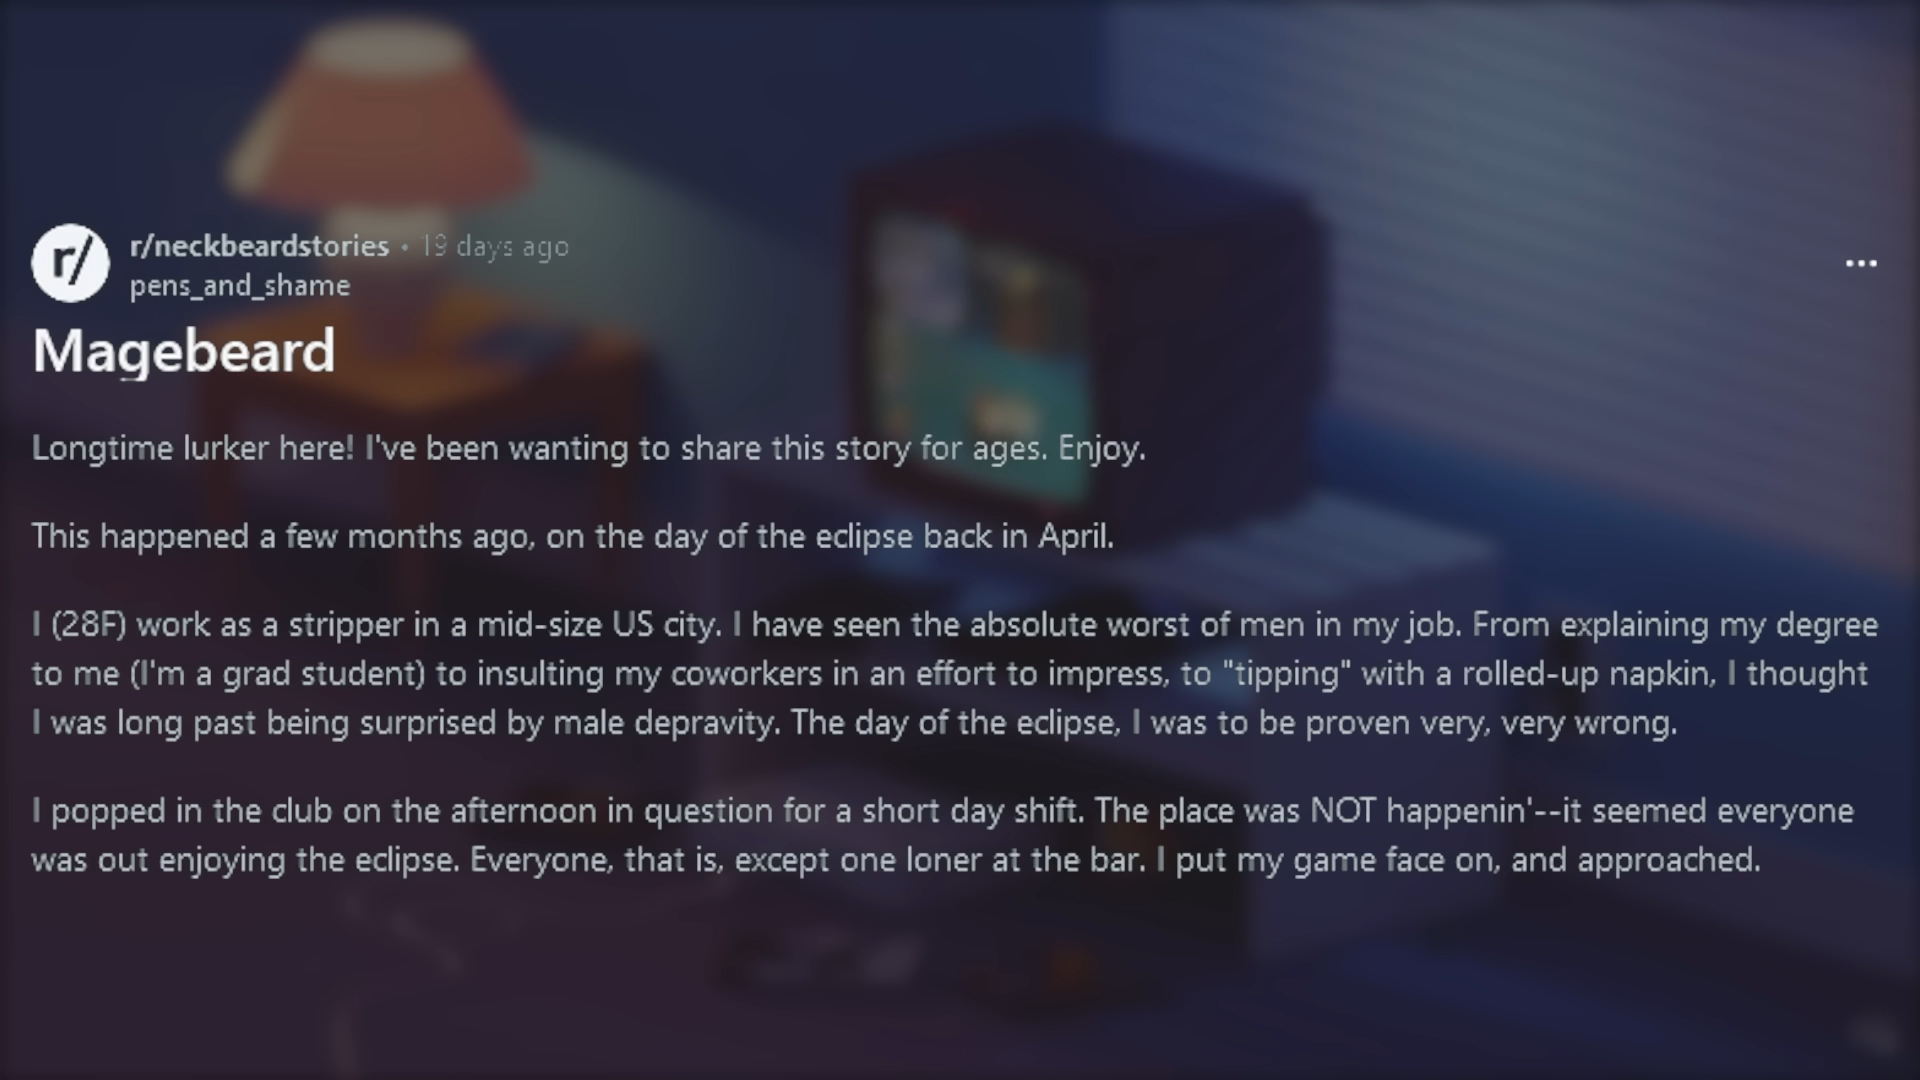 r/
r/neckbeardstories • 19 days ago
pens_and_shame
...
Magebeard
Longtime lurker here! I've been wanting to share this story for ages. Enjoy.
This happened a few months ago, on the day of the eclipse back in April.
I (28F) work as a stripper in a mid-size US city. I have seen the absolute worst of men in my job. From explaining my degree
to me (I'm a grad student) to insulting my coworkers in an effort to impress, to "tipping" with a rolled-up napkin, I thought
I was long past being surprised by male depravity. The day of the eclipse, I was to be proven very, very wrong.
I popped in the club on the afternoon in question for a short day shift. The place was NOT happenin'--it seemed everyone
was out enjoying the eclipse. Everyone, that is, except one loner at the bar. I put my game face on, and approached.